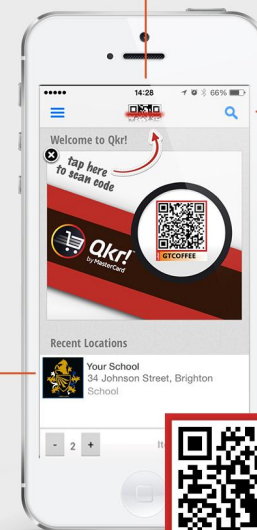 14:28
66%
Welcome to Qkr!
tap here
to scan code
Qkr!
by MasterCard
GTCOFFEE
Recent Locations
Your School
34 Johnson Street, Brighton
School
- 2 +